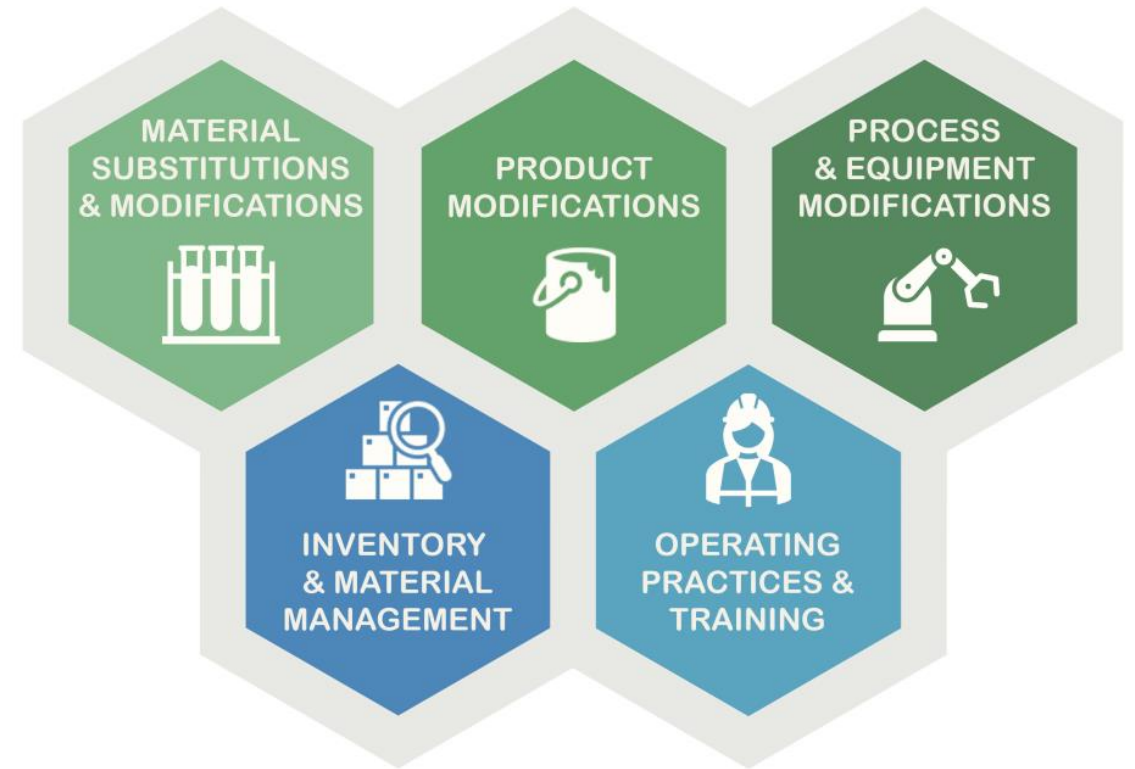 MATERIAL
SUBSTITUTIONS
& MODIFICATIONS
PRODUCT
MODIFICATIONS
PROCESS
& EQUIPMENT
MODIFICATIONS
INVENTORY
& MATERIAL
MANAGEMENT
OPERATING
PRACTICES &
TRAINING